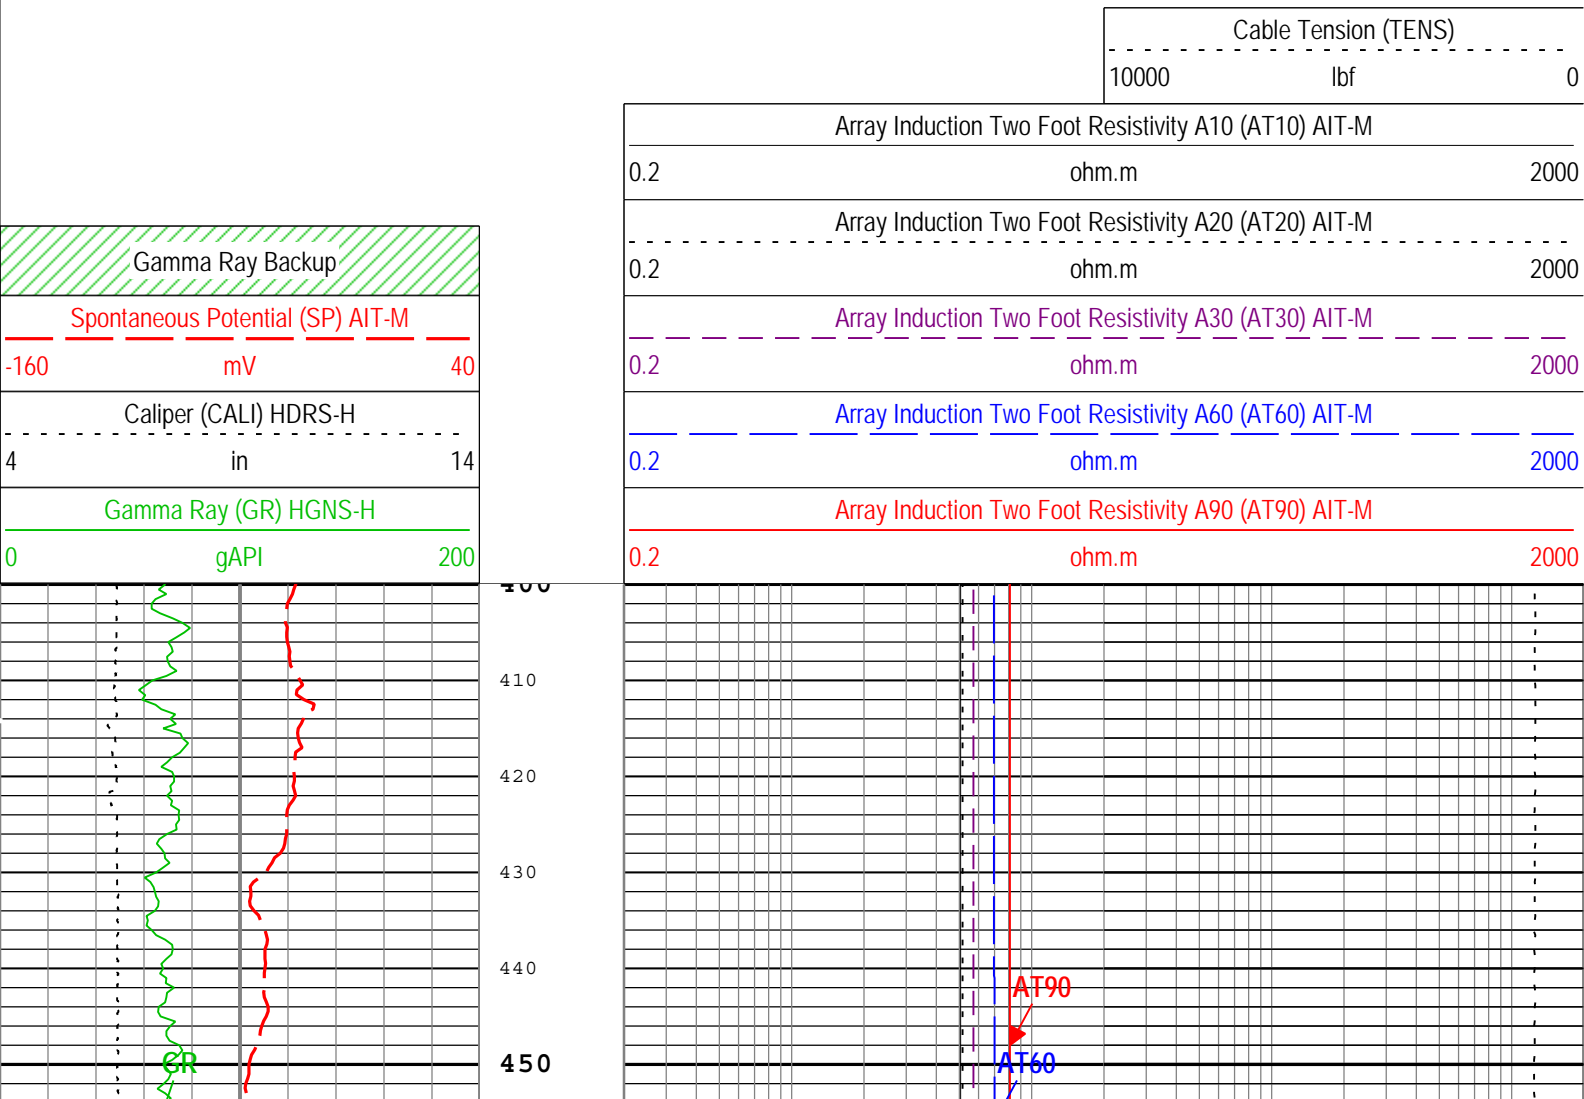 Cable Tension (TENS)
10000 lbf 0
Array Induction Two Foot Resistivity A10 (AT10) AIT-M
0.2 ohm.m 2000
Array Induction Two Foot Resistivity A20 (AT20) AIT-M
0.2 ohm.m 2000
Gamma Ray Backup
Spontaneous Potential (SP) AIT-M
-160 mV 40
Array Induction Two Foot Resistivity A30 (AT30) AIT-M
0.2 ohm.m 2000
Caliper (CALI) HDRS-H
4 in 14
Array Induction Two Foot Resistivity A60 (AT60) AIT-M
0.2 ohm.m 2000
Gamma Ray (GR) HGNS-H
0 gAPI 200
Array Induction Two Foot Resistivity A90 (AT90) AIT-M
0.2 ohm.m 2000
400
410
420
430
440
AT90
GR
450
AT60